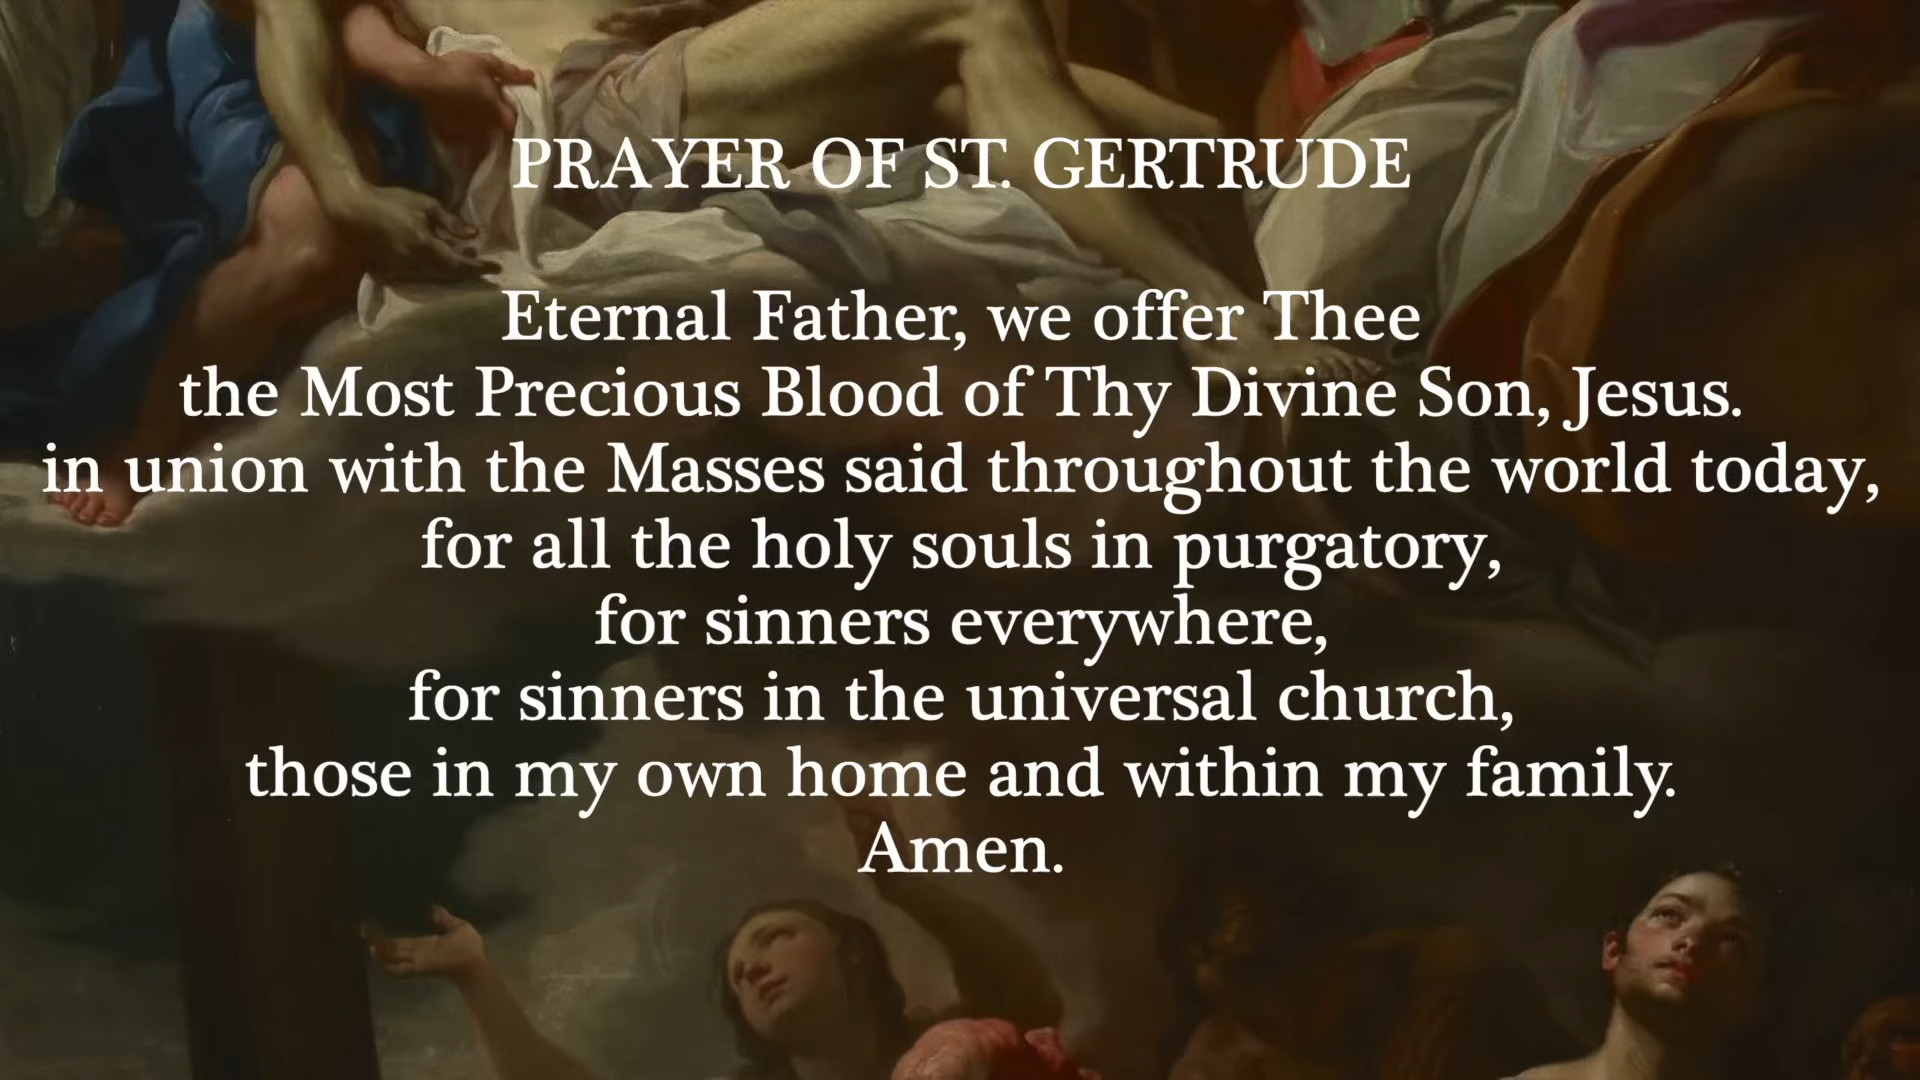 PRAYER OF ST. GERTRUDE
Eternal Father, we offer Thee
the Most Precious Blood of Thy Divine Son, Jesus.
in union with the Masses said throughout the world today,
for all the holy souls in purgatory,
for sinners everywhere,
for sinners in the universal church,
those in my own home and within my family.
Amen.